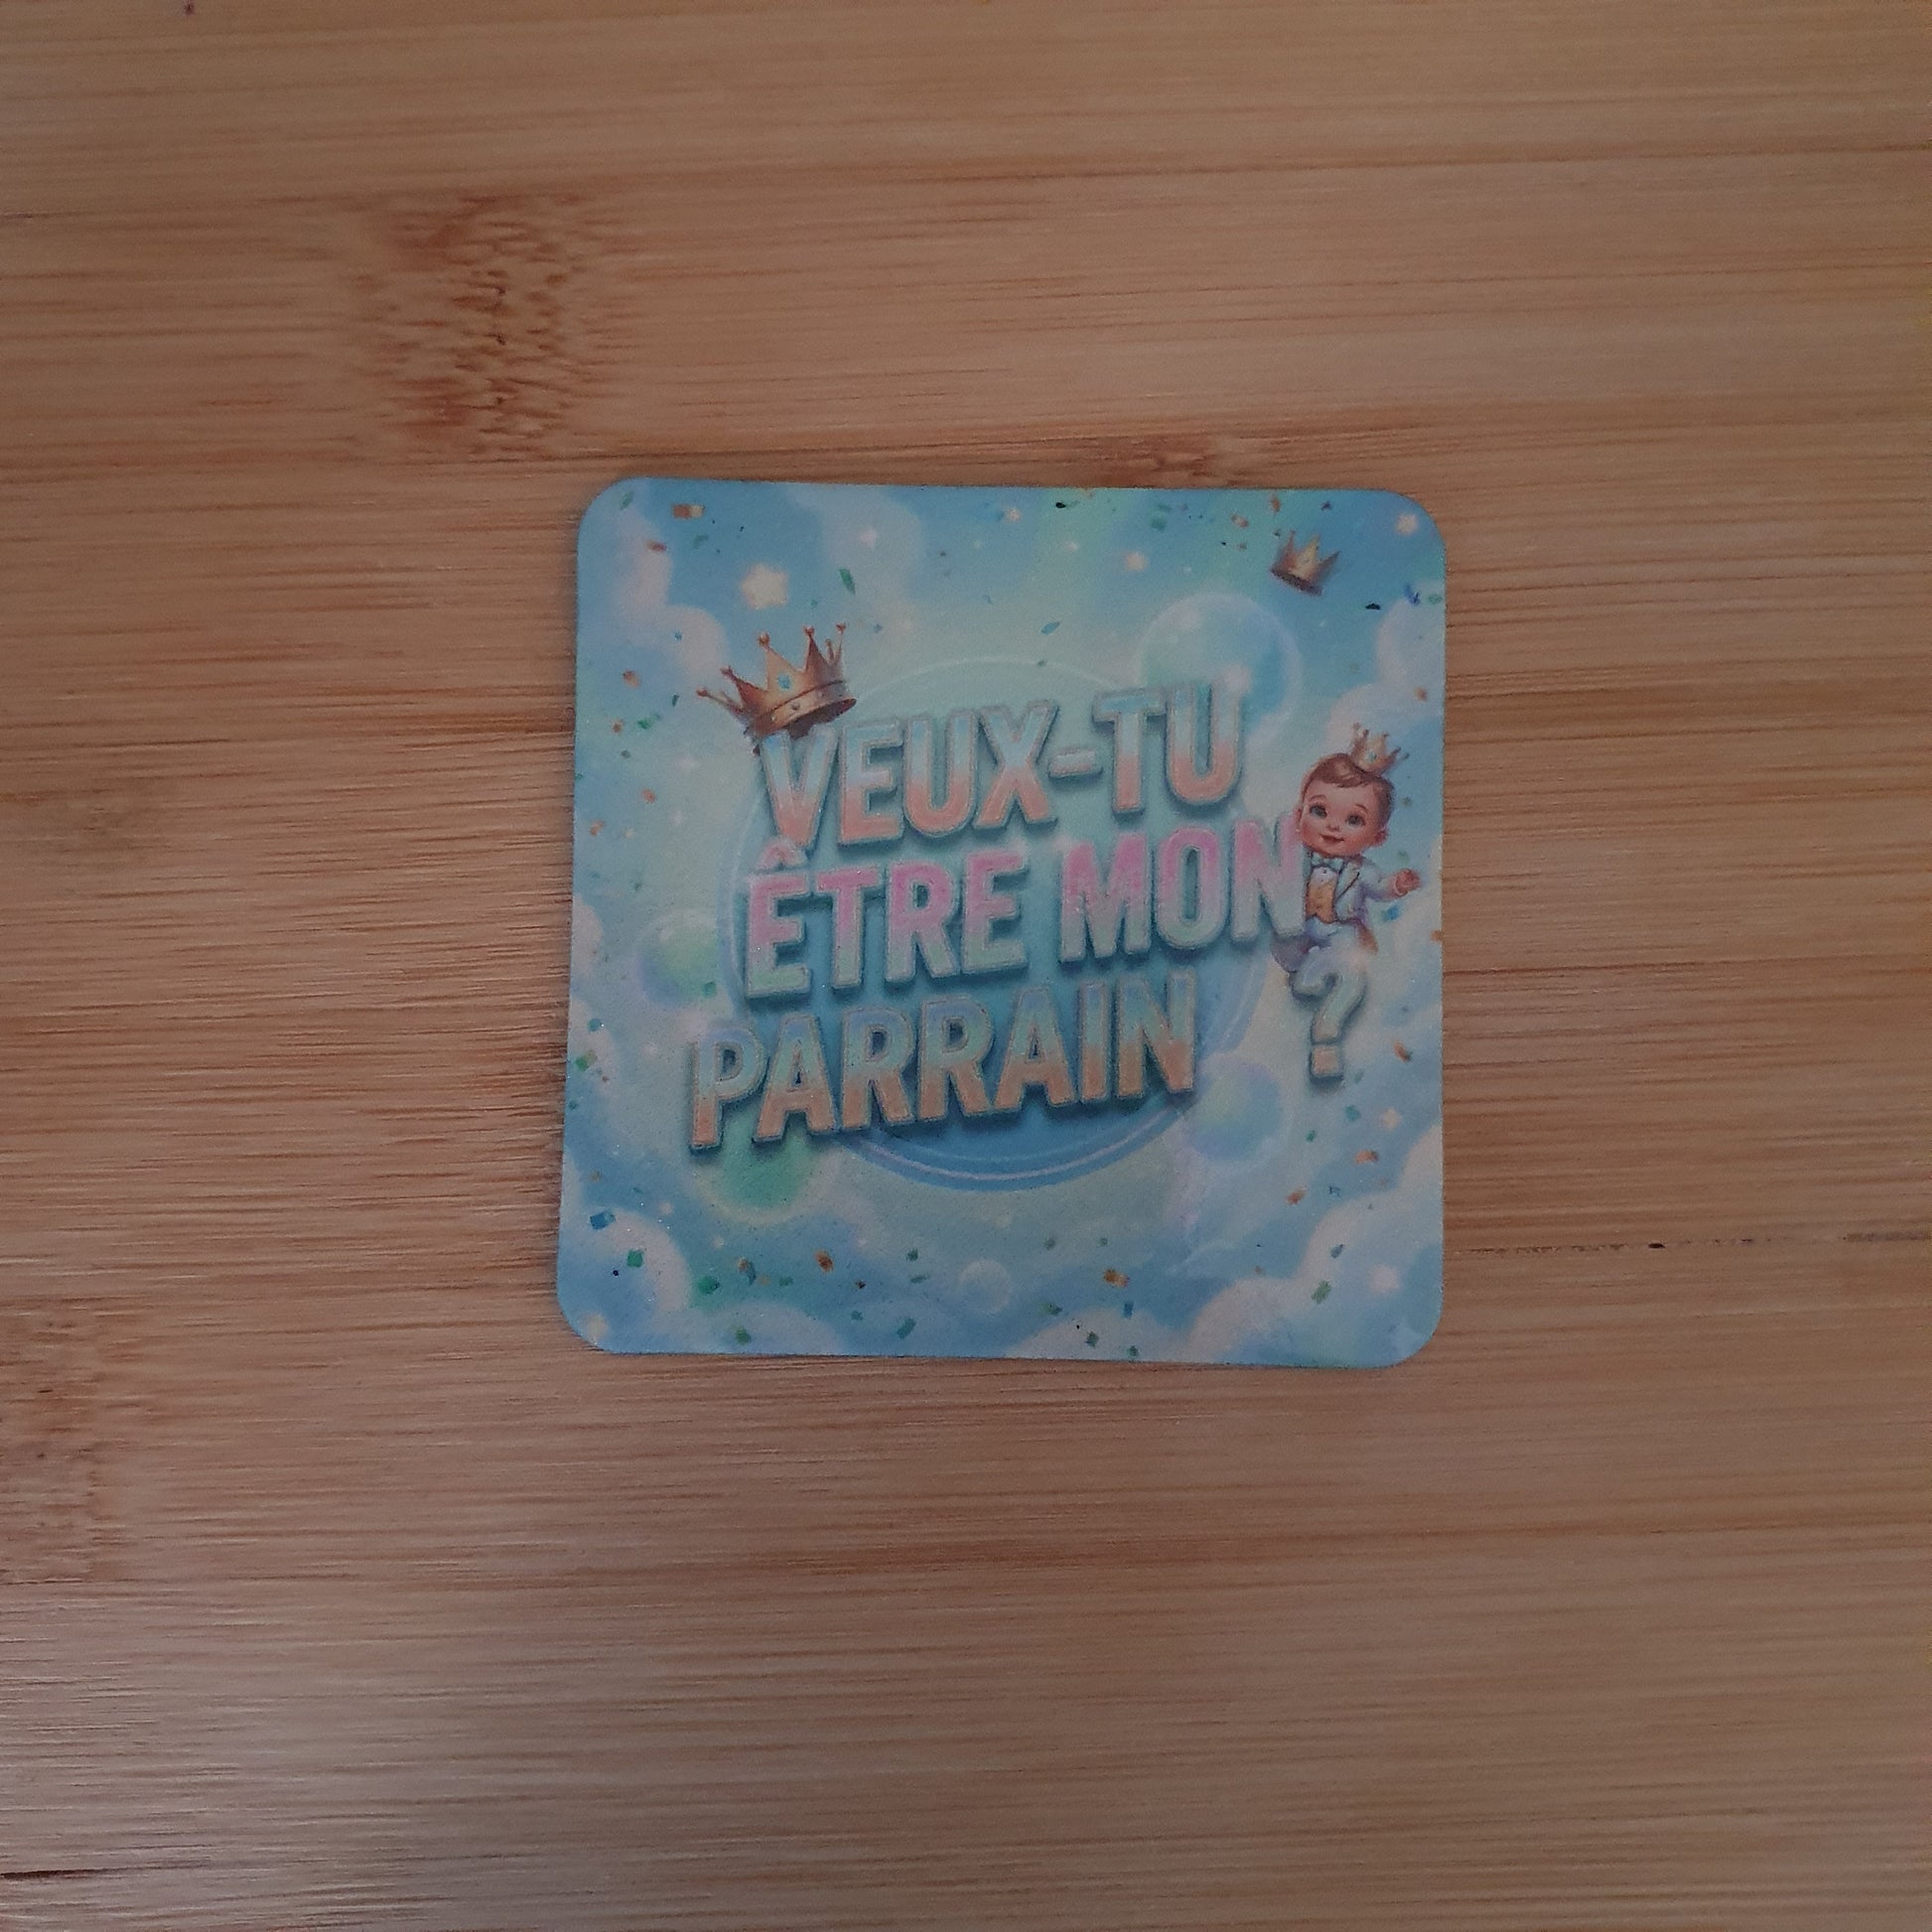 VEUX-TU
ÊTRE MON
PARRAIN ?